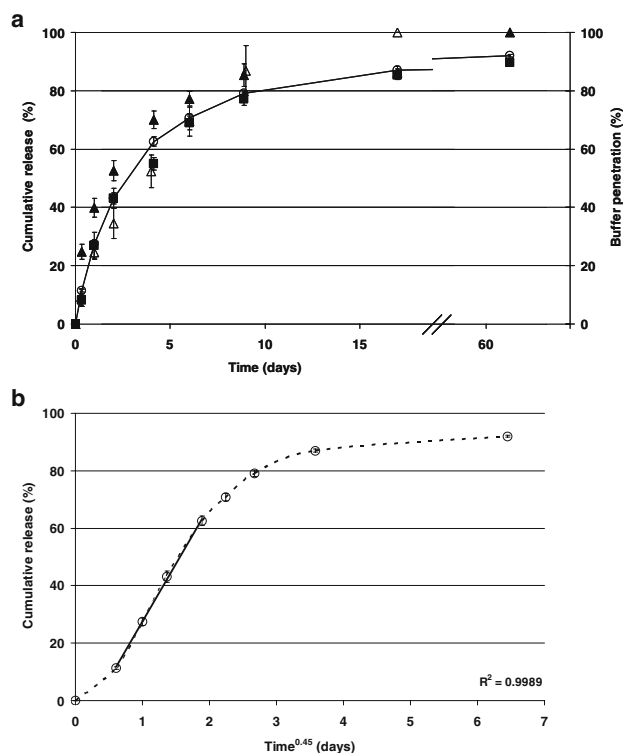 a
Cumulative release (%)
Buffer penetration (%)
100
80
60
40
20
0
100
80
60
40
20
0
0 5 10 15 60
Time (days)
b
Cumulative release (%)
100
80
60
40
20
0
R² = 0.9989
0 1 2 3 4 5 6 7
Time^0.45 (days)